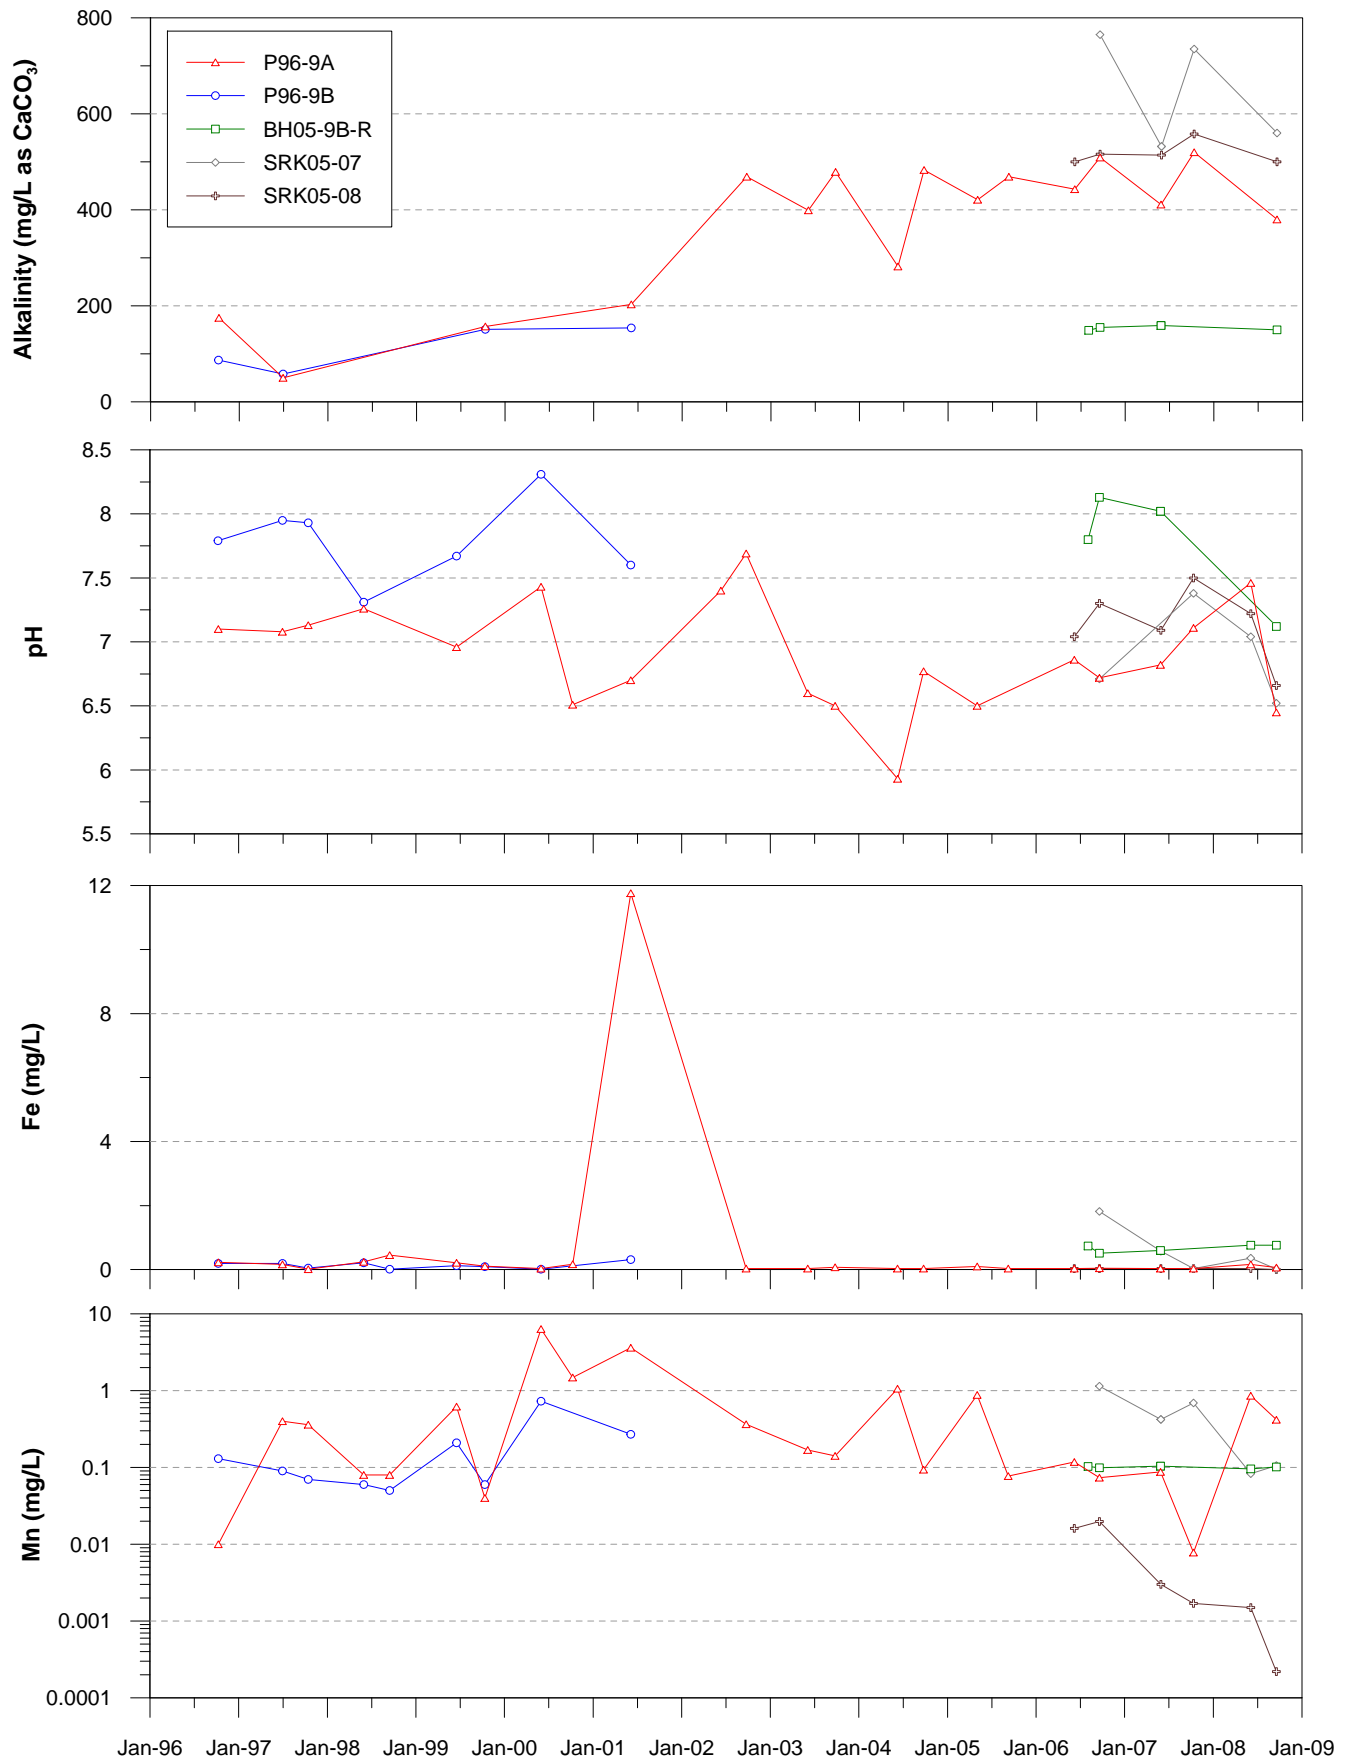 800
600
400
200
0
Alkalinity (mg/L as CaCO₃)
P96-9A
P96-9B
BH05-9B-R
SRK05-07
SRK05-08
8.5
8
7.5
7
6.5
6
5.5
pH
12
8
4
0
Fe (mg/L)
10
1
0.1
0.01
0.001
0.0001
Mn (mg/L)
Jan-96 Jan-97 Jan-98 Jan-99 Jan-00 Jan-01 Jan-02 Jan-03 Jan-04 Jan-05 Jan-06 Jan-07 Jan-08 Jan-09